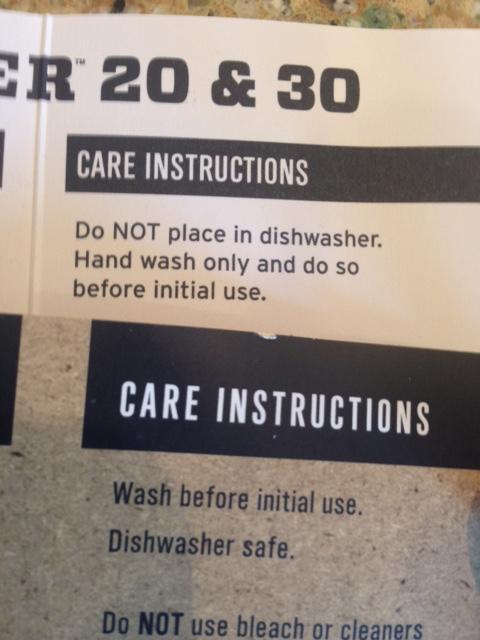 ER™ 20 & 30
CARE INSTRUCTIONS
Do NOT place in dishwasher.
Hand wash only and do so
before initial use.
CARE INSTRUCTIONS
Wash before initial use.
Dishwasher safe.
Do NOT use bleach or cleaners